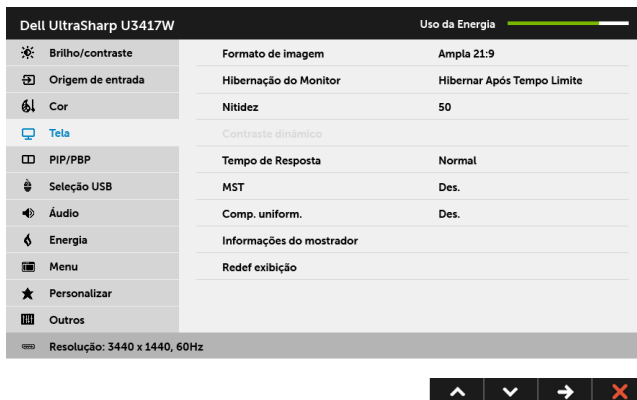 Dell UltraSharp U3417W Uso da Energia
Brilho/contraste Formato de imagem Ampla 21:9
Origem de entrada Hibernação do Monitor Hibernar Após Tempo Limite
Cor Nitidez 50
Tela Contraste dinâmico
PIP/PBP Tempo de Resposta Normal
Seleção USB MST Des.
Áudio Comp. uniform. Des.
Energia Informações do mostrador
Menu Redef exibição
Personalizar
Outros
Resolução: 3440 x 1440, 60Hz